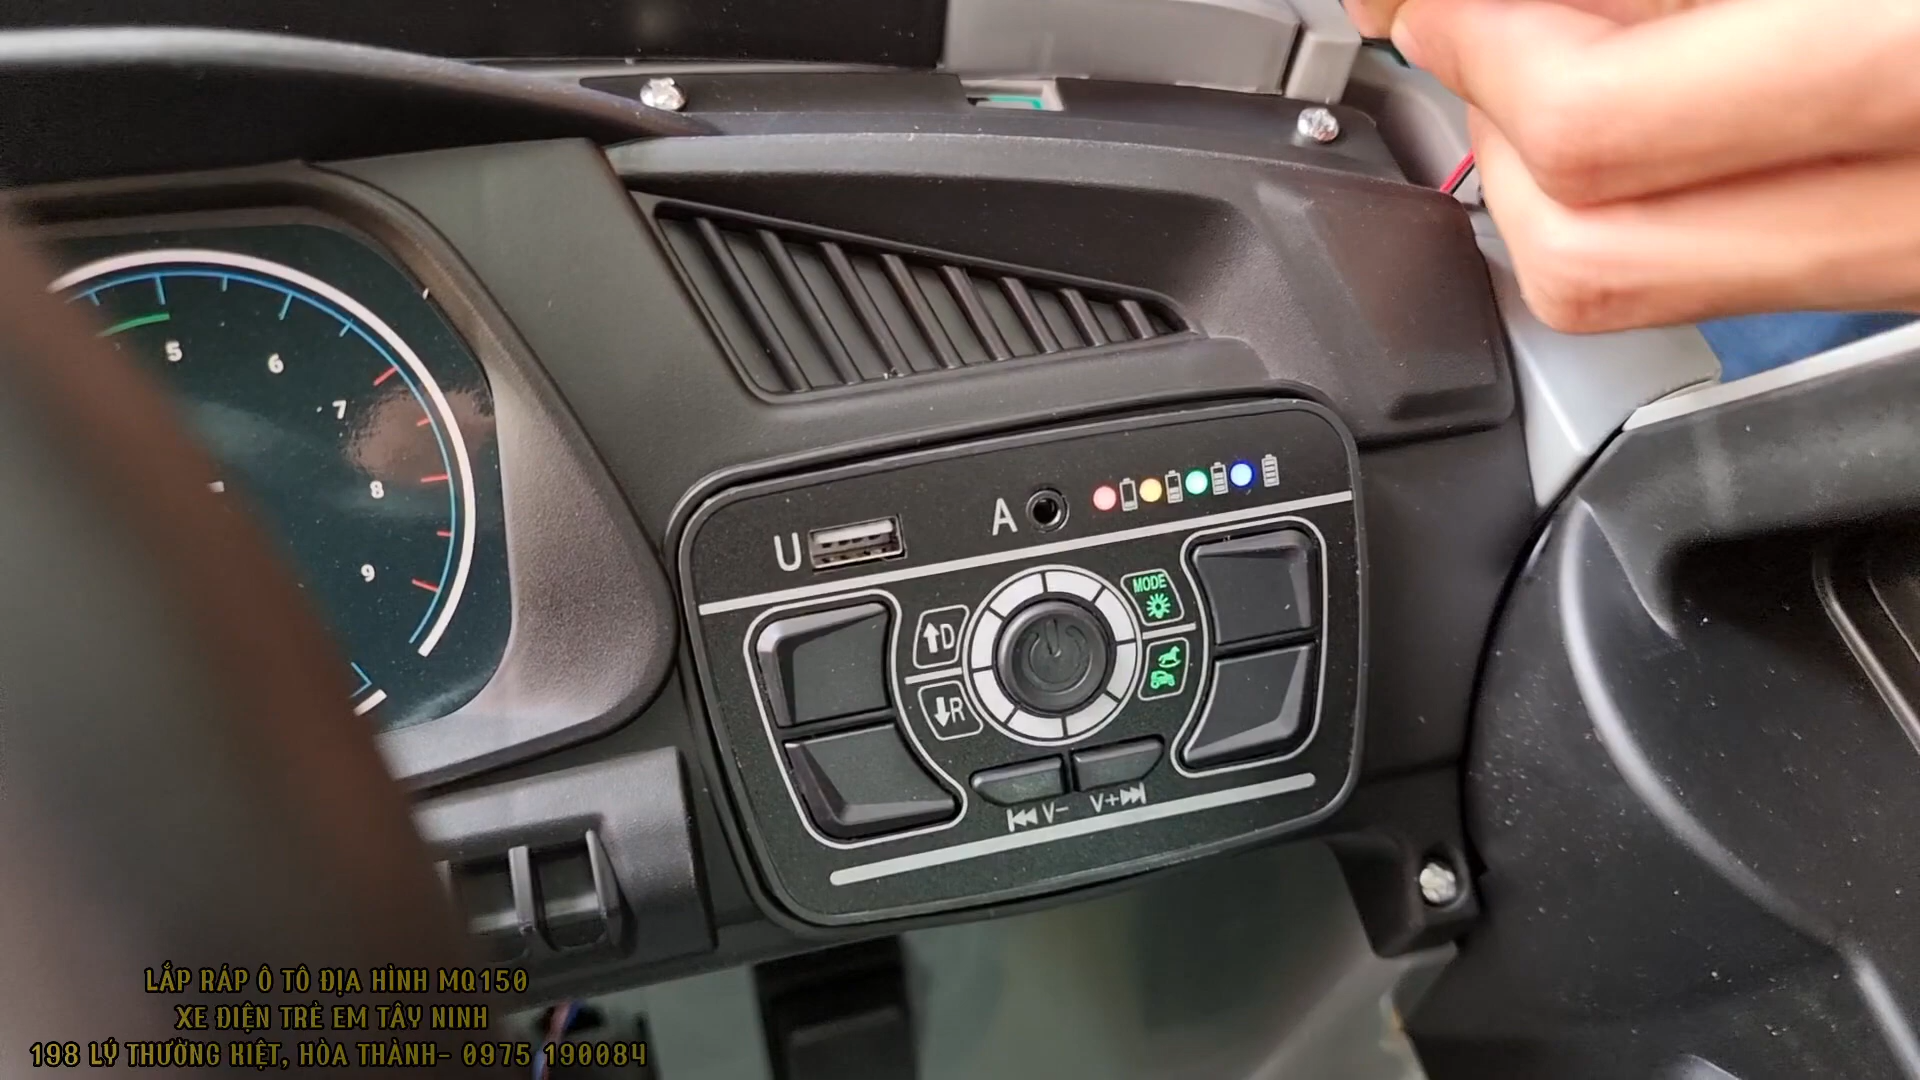 5
6
7
8
9
U
A
MODE
D
R
V-
V+
LẮP RÁP Ô TÔ ĐỊA HÌNH MQ150
XE ĐIỆN TRẺ EM TÂY NINH
198 LÝ THƯỜNG KIỆT, HÒA THÀNH- 0975 190084